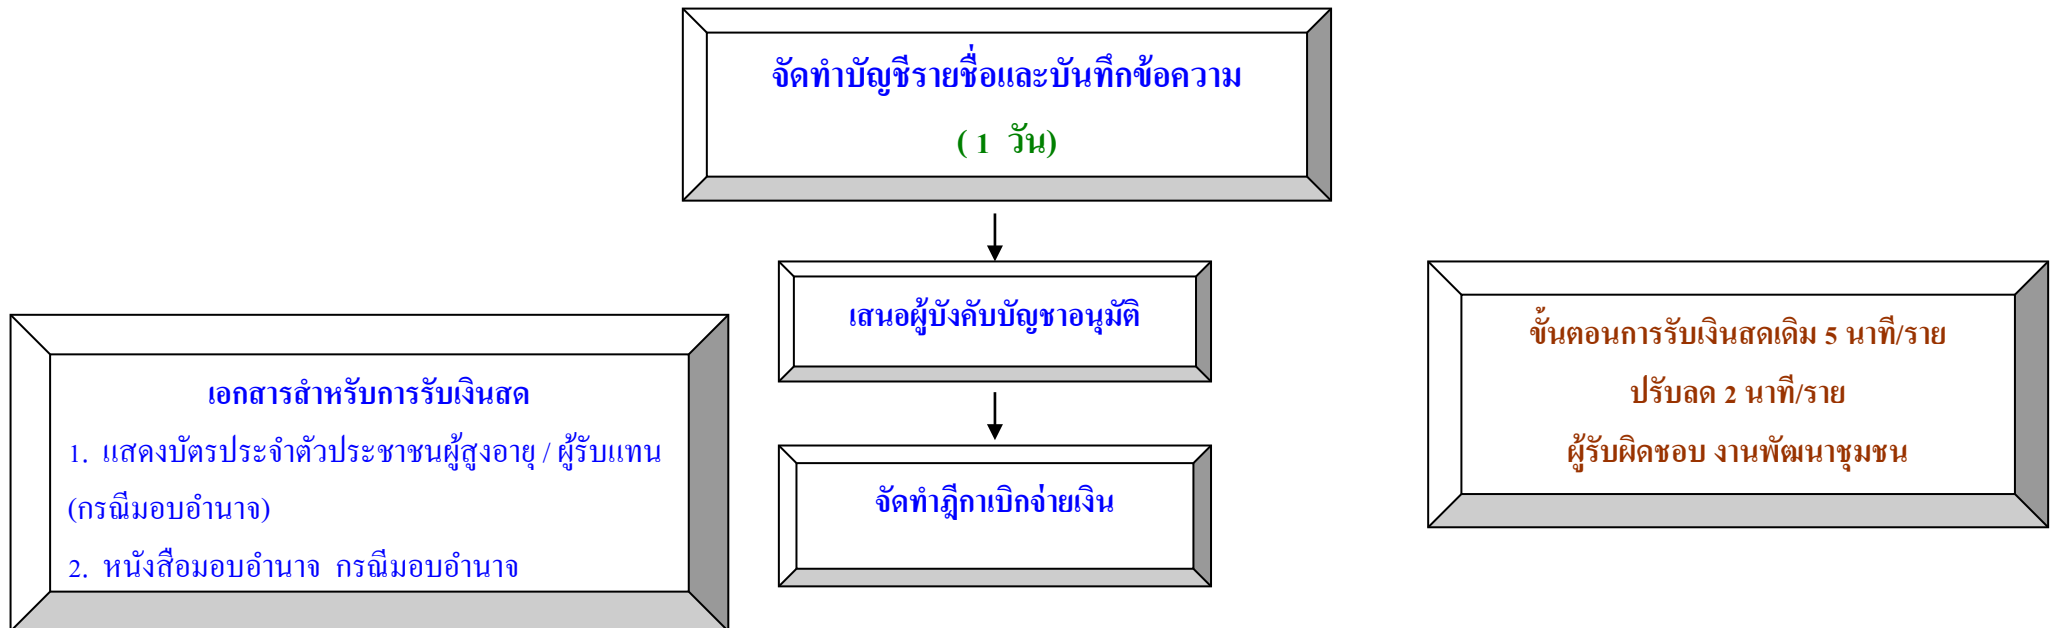 จัดทำบัญชีรายชื่อและบันทึกข้อความ
( 1 วัน)
เสนอผู้บังคับบัญชาอนุมัติ
จัดทำฎีกาเบิกจ่ายเงิน
เอกสารสำหรับการรับเงินสด
1. แสดงบัตรประจำตัวประชาชนผู้สูงอายุ / ผู้รับแทน
(กรณีมอบอำนาจ)
2. หนังสือมอบอำนาจ กรณีมอบอำนาจ
ขั้นตอนการรับเงินสดเดิม 5 นาที/ราย
ปรับลด 2 นาที/ราย
ผู้รับผิดชอบ งานพัฒนาชุมชน